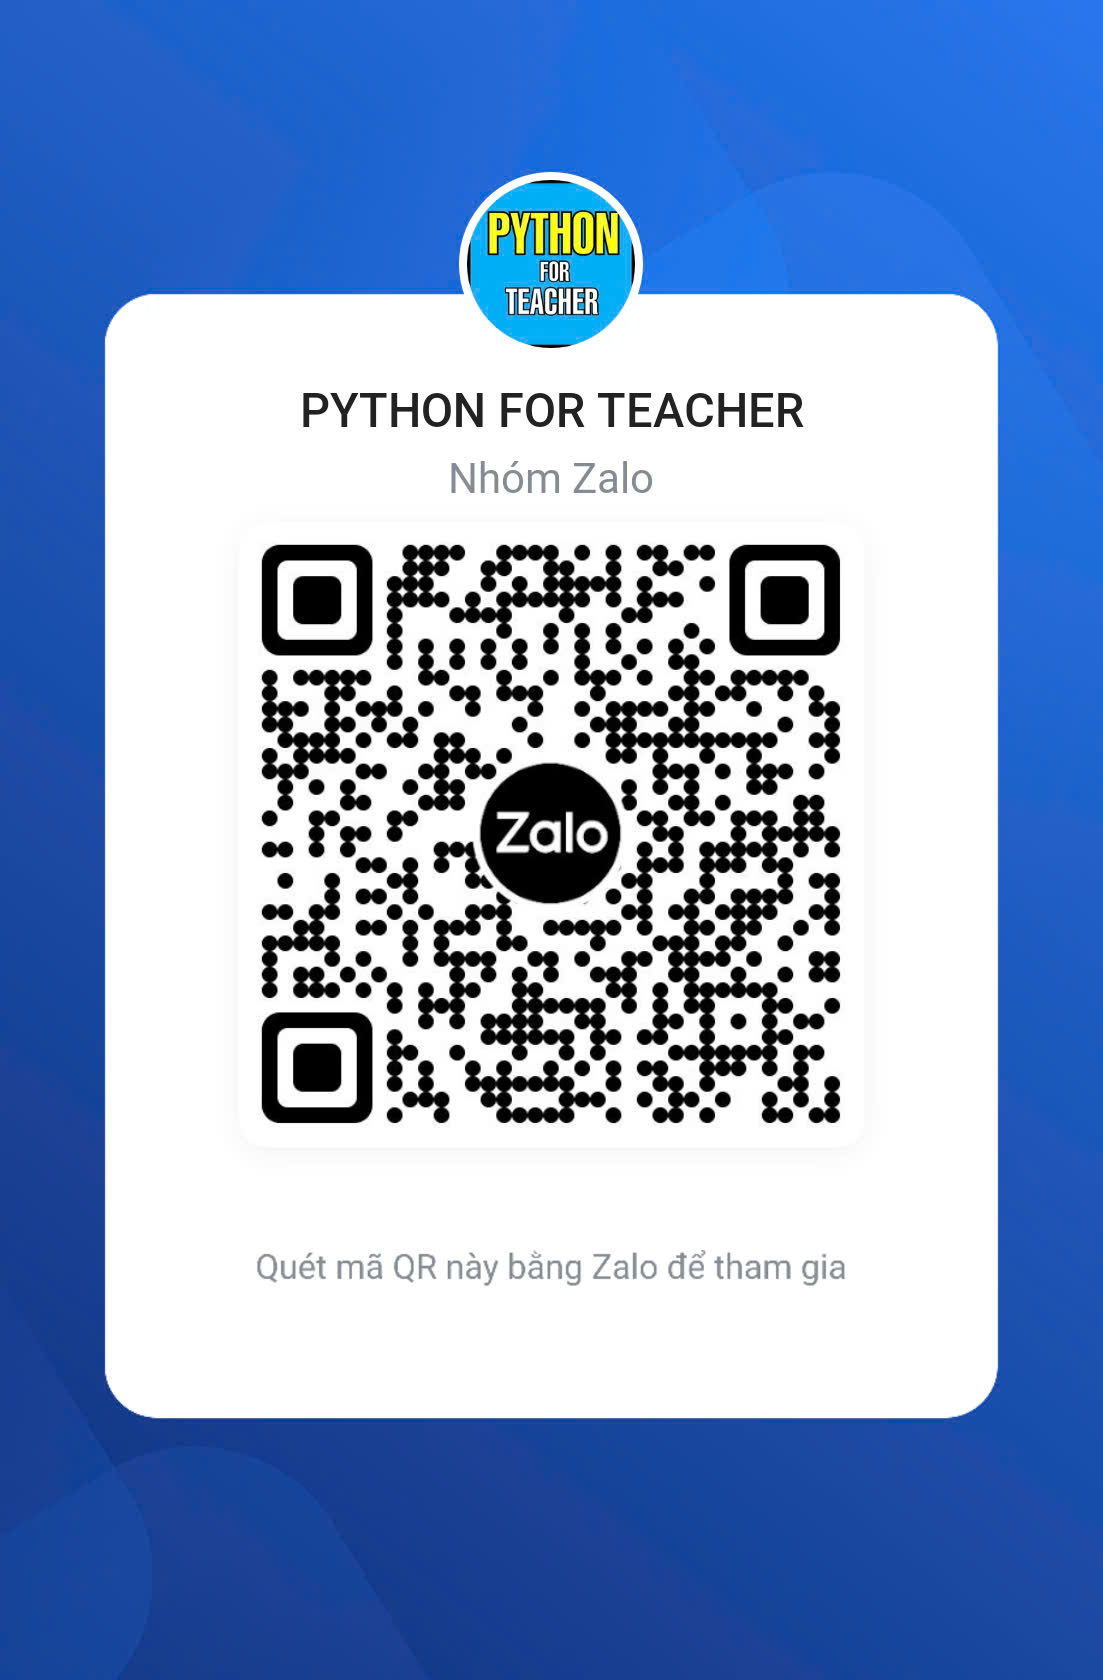 PYTHON
FOR
TEACHER
PYTHON FOR TEACHER
Nhóm Zalo
Zalo
Quét mã QR này bằng Zalo để tham gia